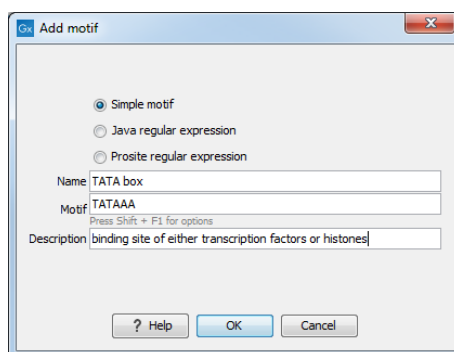 Gx Add motif
Simple motif
Java regular expression
Prosite regular expression
Name TATA box
Motif TATAAA
Press Shift + F1 for options
Description binding site of either transcription factors or histones
? Help OK Cancel